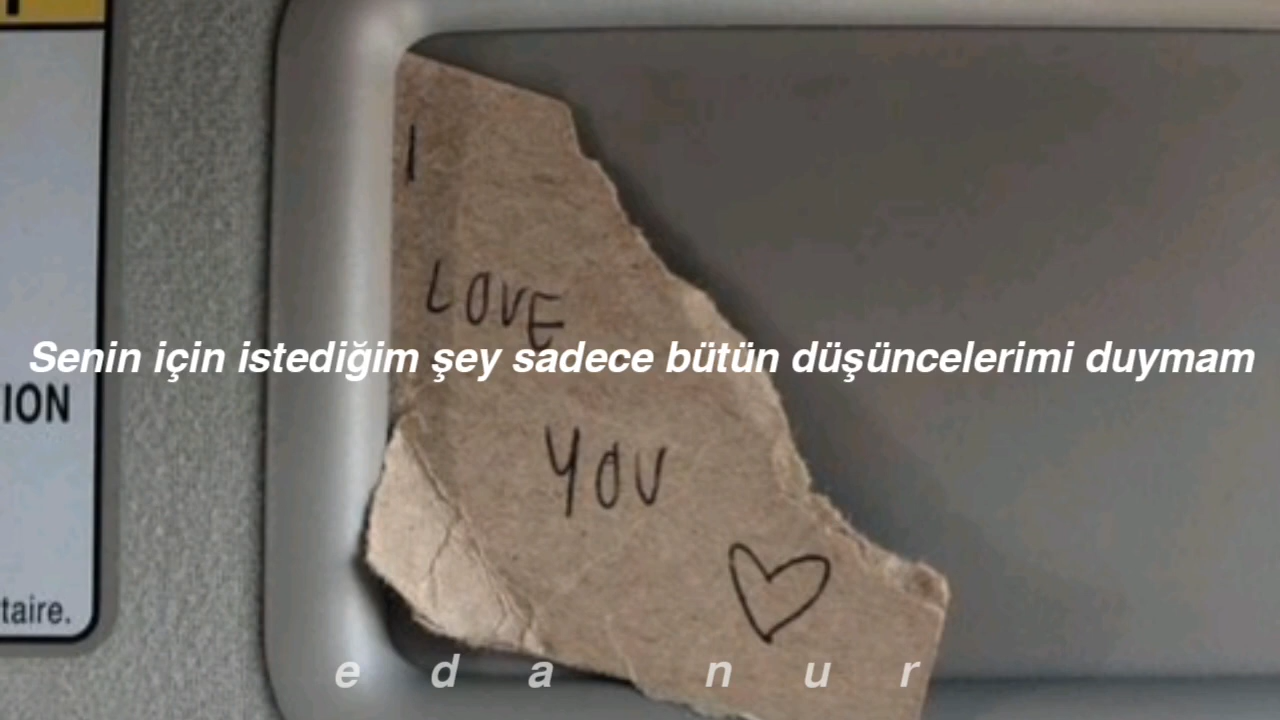 I
LOVE
Senin için istediğim şey sadece bütün düşüncelerimi duymam
ION
YOU
taire.
e d a n u r